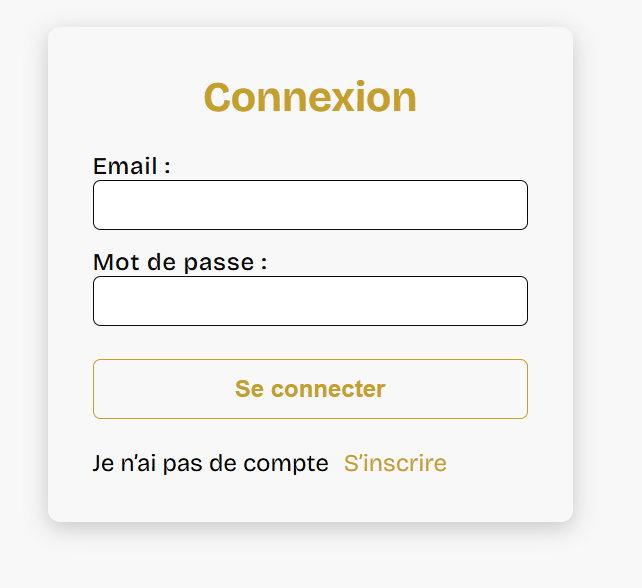 Connexion
Email :
Mot de passe :
Se connecter
Je n’ai pas de compte S’inscrire